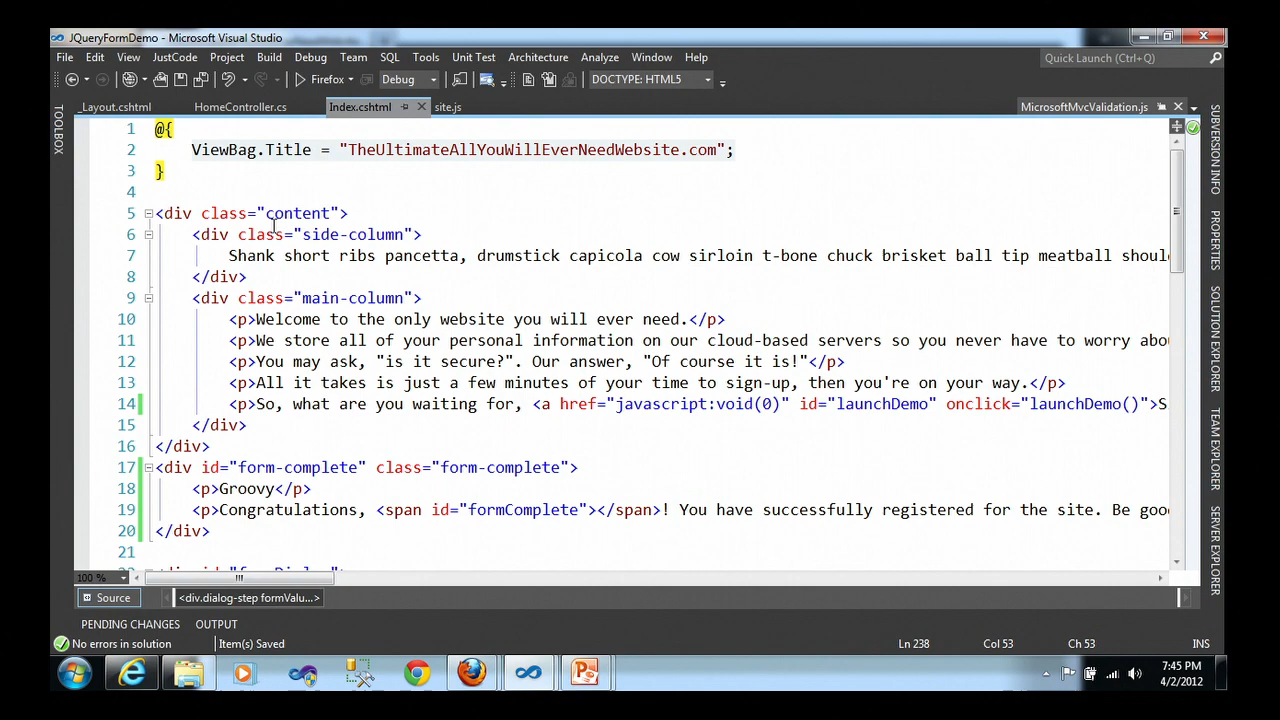 JQueryFormDemo - Microsoft Visual Studio
File Edit View JustCode Project Build Debug Team SQL Tools Unit Test Architecture Analyze Window Help
Quick Launch (Ctrl+Q)
Firefox Debug DOCTYPE: HTML5
_Layout.cshtml HomeController.cs Index.cshtml site.js MicrosoftMvcValidation.js
TOOLBOX
1 @{
2 ViewBag.Title = "TheUltimateAllYouWillEverNeedWebsite.com";
3 }
4
5 <div class="content">
6 <div class="side-column">
7 Shank short ribs pancetta, drumstick capicola cow sirloin t-bone chuck brisket ball tip meatball shoul
8 </div>
9 <div class="main-column">
10 <p>Welcome to the only website you will ever need.</p>
11 <p>We store all of your personal information on our cloud-based servers so you never have to worry abo
12 <p>You may ask, "is it secure?". Our answer, "Of course it is!"</p>
13 <p>All it takes is just a few minutes of your time to sign-up, then you're on your way.</p>
14 <p>So, what are you waiting for, <a href="javascript:void(0)" id="launchDemo" onclick="launchDemo()">S
15 </div>
16 </div>
17 <div id="form-complete" class="form-complete">
18 <p>Groovy</p>
19 <p>Congratulations, <span id="formComplete"></span>! You have successfully registered for the site. Be goo
20 </div>
21
SUBVERSION INFO
PROPERTIES
SOLUTION EXPLORER
TEAM EXPLORER
SERVER EXPLORER
100 %
Source <div.dialog-step formValu...>
PENDING CHANGES OUTPUT
No errors in solution Item(s) Saved Ln 238 Col 53 Ch 53 INS
7:45 PM
4/2/2012